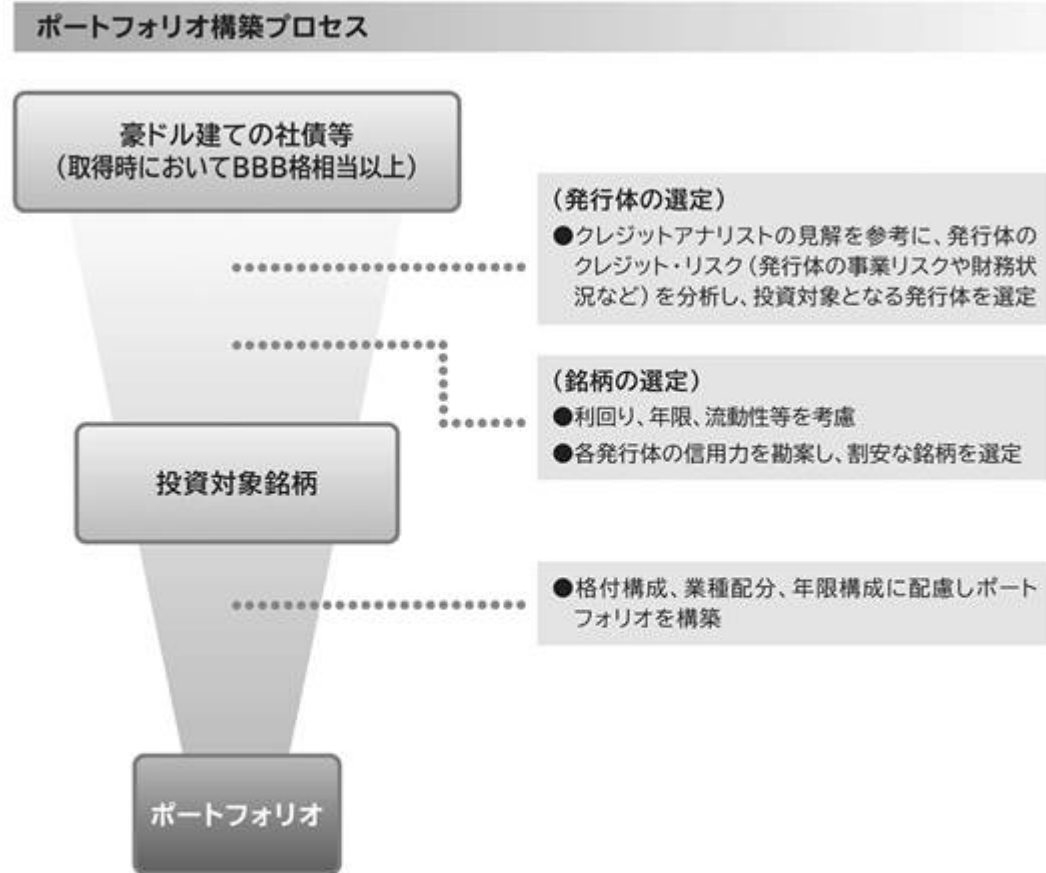 ポートフォリオ構築プロセス
豪ドル建ての社債等
(取得時においてBBB格相当以上)
(発行体の選定)
●クレジットアナリストの見解を参考に、発行体の
クレジット・リスク(発行体の事業リスクや財務状
況など)を分析し、投資対象となる発行体を選定
(銘柄の選定)
●利回り、年限、流動性等を考慮
●各発行体の信用力を勘案し、割安な銘柄を選定
投資対象銘柄
●格付構成、業種配分、年限構成に配慮しポート
フォリオを構築
ポートフォリオ